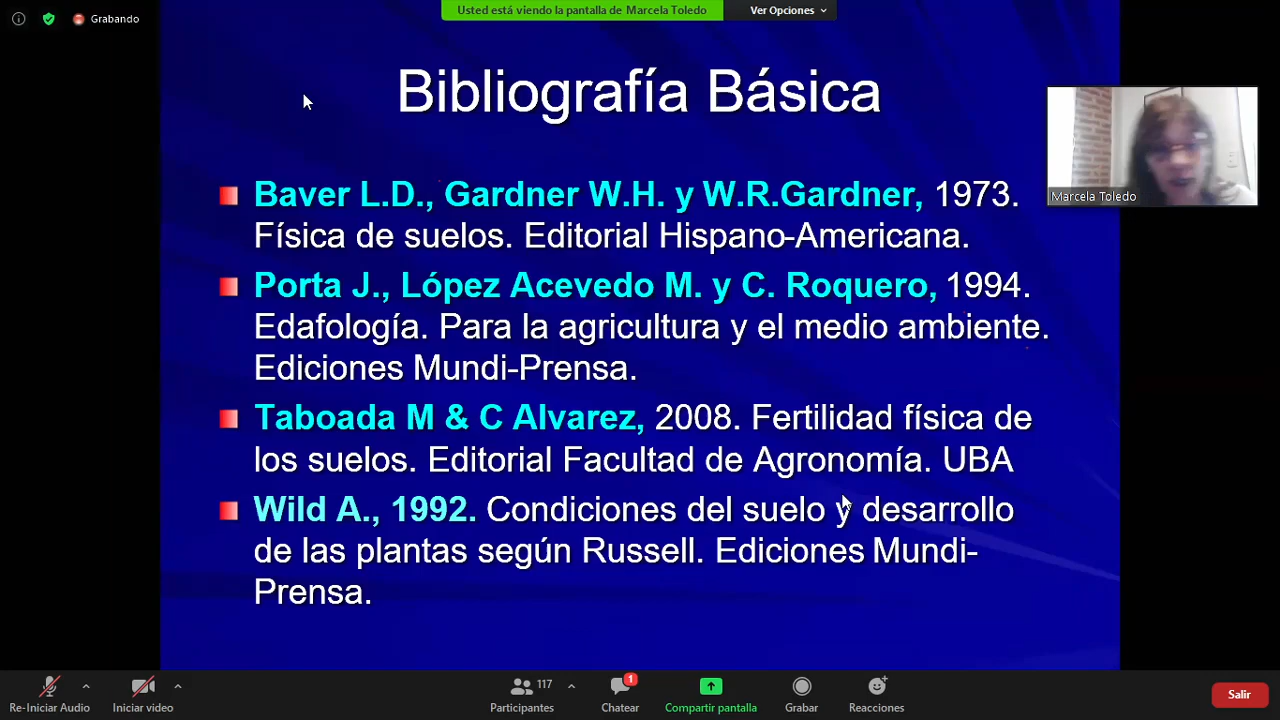 Grabando
Usted está viendo la pantalla de Marcela Toledo
Ver Opciones
Bibliografía Básica
Marcela Toledo
Baver L.D., Gardner W.H. y W.R.Gardner, 1973.
Física de suelos. Editorial Hispano-Americana.
Porta J., López Acevedo M. y C. Roquero, 1994.
Edafología. Para la agricultura y el medio ambiente.
Ediciones Mundi-Prensa.
Taboada M & C Alvarez, 2008. Fertilidad física de
los suelos. Editorial Facultad de Agronomía. UBA
Wild A., 1992. Condiciones del suelo y desarrollo
de las plantas según Russell. Ediciones Mundi-
Prensa.
117
1
Re-Iniciar Audio
Iniciar video
Participantes
Chatear
Compartir pantalla
Grabar
Reacciones
Salir